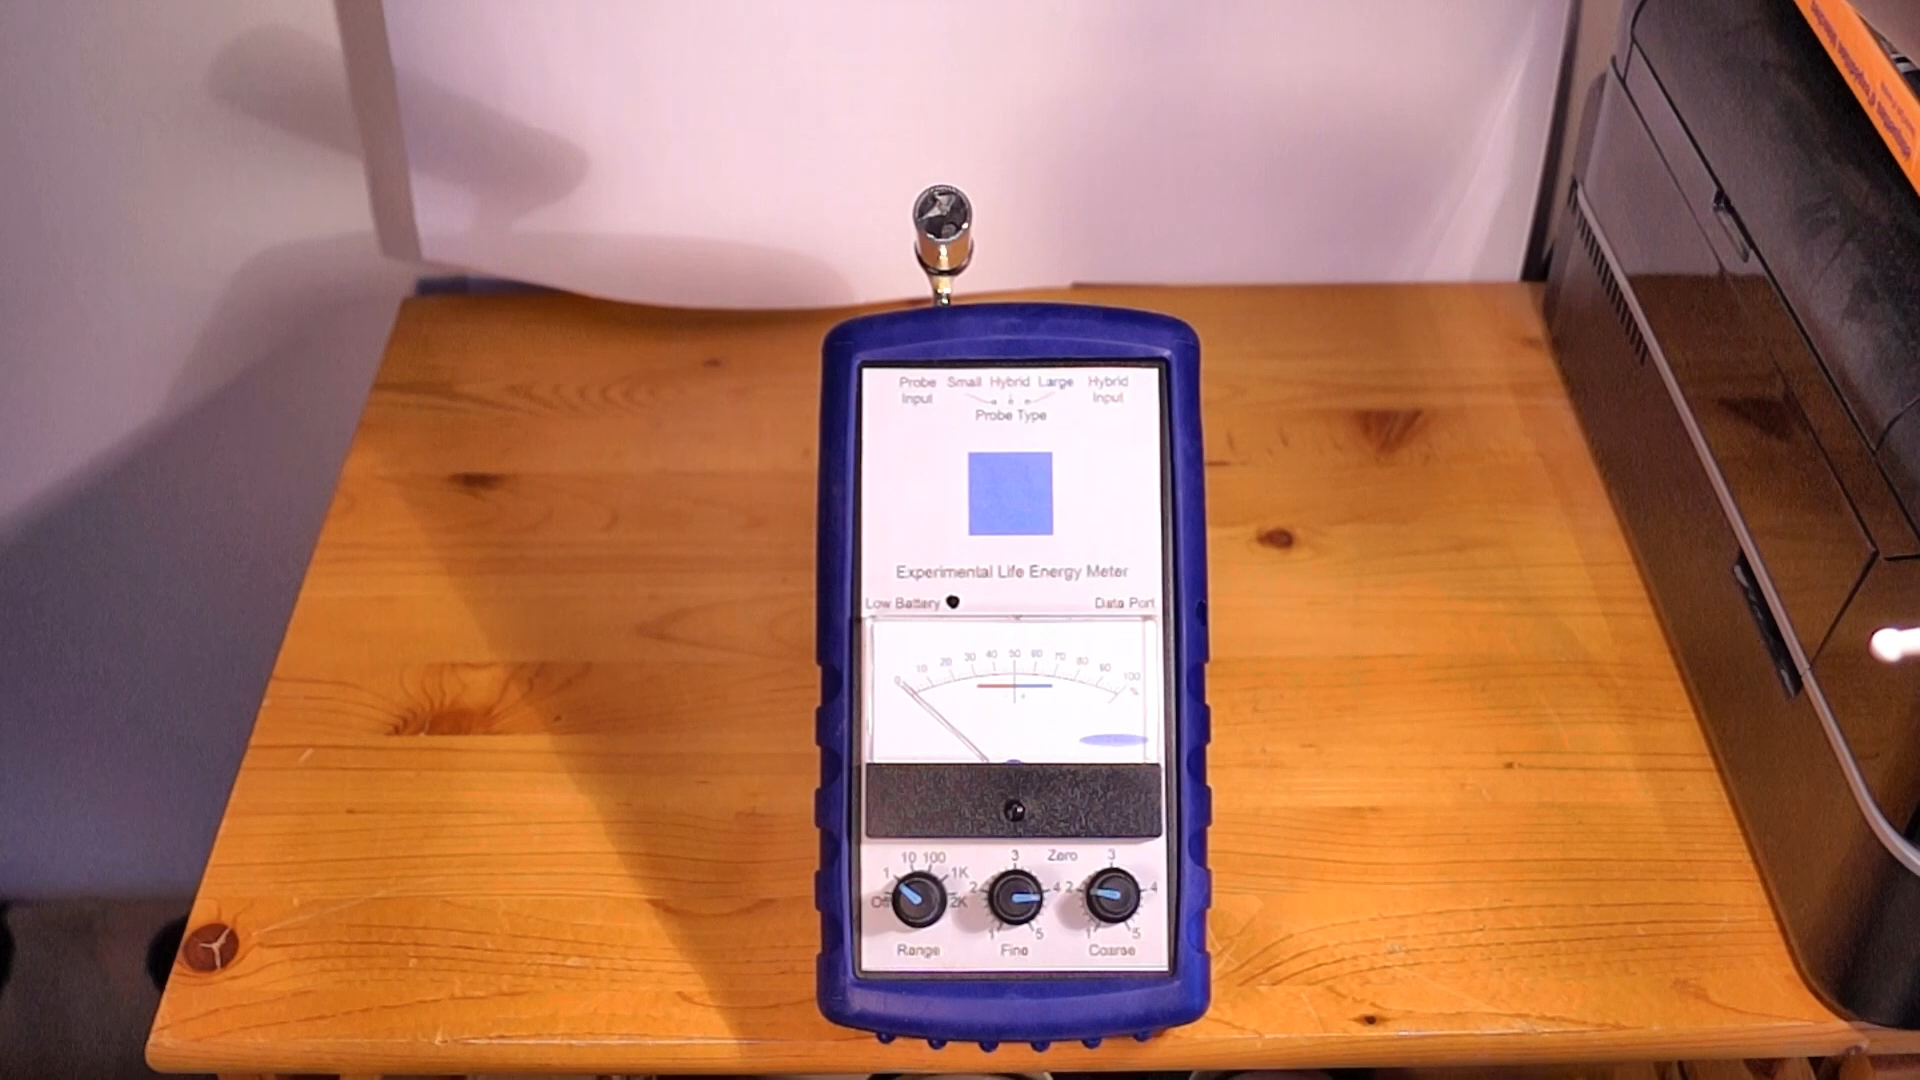 Probe Small Hybrid Large Hybrid
Input Input
Probe Type
Experimental Life Energy Meter
Low Battery Data Port
0 10 20 30 40 50 60 70 80 90 100
%
- +
10 100 3 Zero 3
1 1K 2 4 2 4
Off 2K
1 5 1 5
Range Fine Coarse